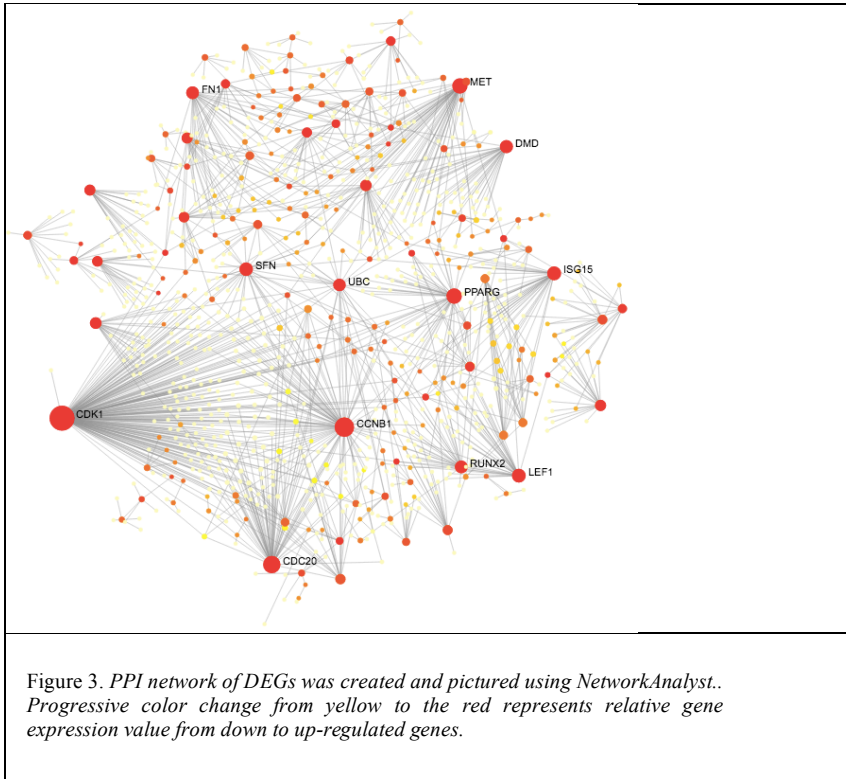 MET
FN1
DMD
SFN
ISG15
UBC
PPARG
CDK1
CCNB1
RUNX2
LEF1
CDC20
Figure 3. PPI network of DEGs was created and pictured using NetworkAnalyst..
Progressive color change from yellow to the red represents relative gene
expression value from down to up-regulated genes.